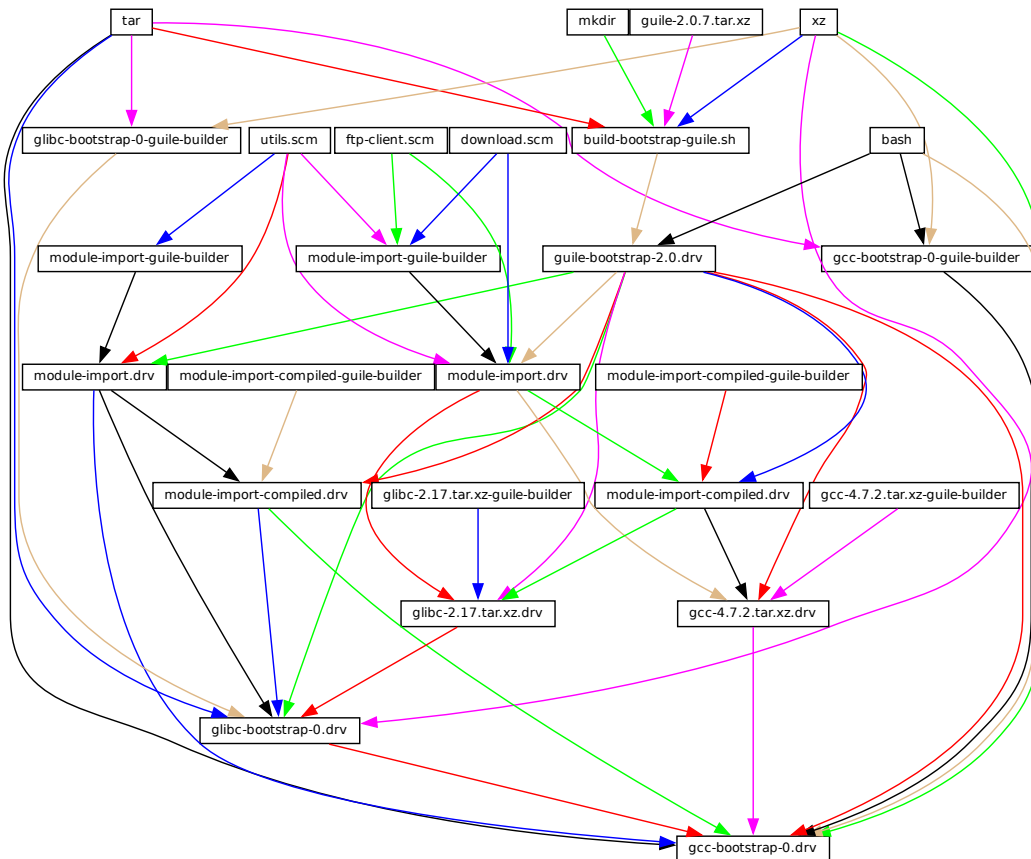 tar
mkdir
guile-2.0.7.tar.xz
xz
glibc-bootstrap-0-guile-builder
utils.scm
ftp-client.scm
download.scm
build-bootstrap-guile.sh
bash
module-import-guile-builder
module-import-guile-builder
guile-bootstrap-2.0.drv
gcc-bootstrap-0-guile-builder
module-import.drv
module-import-compiled-guile-builder
module-import.drv
module-import-compiled-guile-builder
module-import-compiled.drv
glibc-2.17.tar.xz-guile-builder
module-import-compiled.drv
gcc-4.7.2.tar.xz-guile-builder
glibc-2.17.tar.xz.drv
gcc-4.7.2.tar.xz.drv
glibc-bootstrap-0.drv
gcc-bootstrap-0.drv